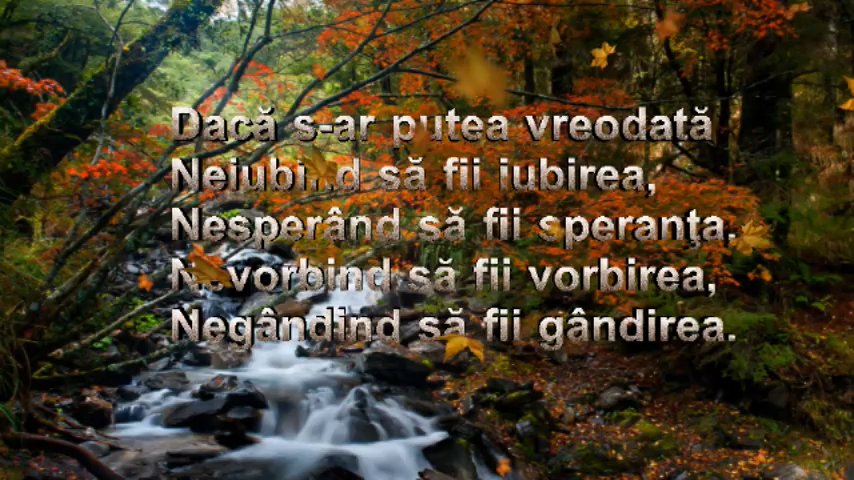 Dacă s-ar putea vreodată
Neiubind să fii iubirea,
Nesperând să fii speranţa.
Nevorbind să fii vorbirea,
Negândind să fii gândirea.